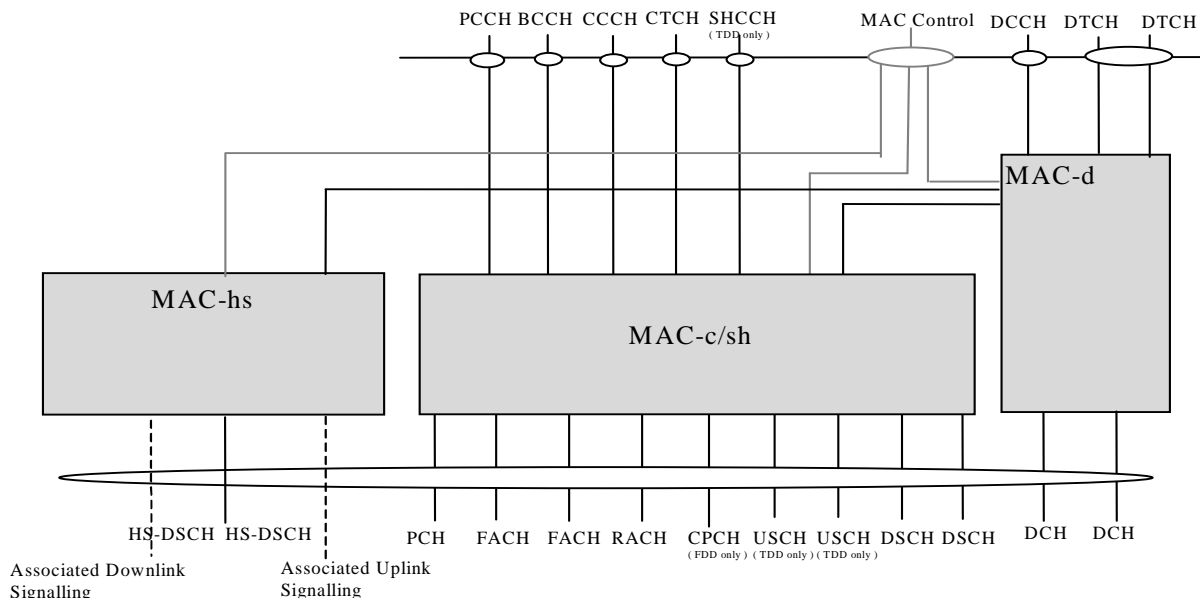 PCCH BCCH CCCH CTCH SHCCH MAC Control DCCH DTCH DTCH
( TDD only )
MAC-d
MAC-hs
MAC-c/sh
HS-DSCH HS-DSCH PCH FACH FACH RACH CPCH USCH USCH DSCH DSCH DCH DCH
( FDD only ) ( TDD only ) ( TDD only )
Associated Downlink
Signalling
Associated Uplink
Signalling